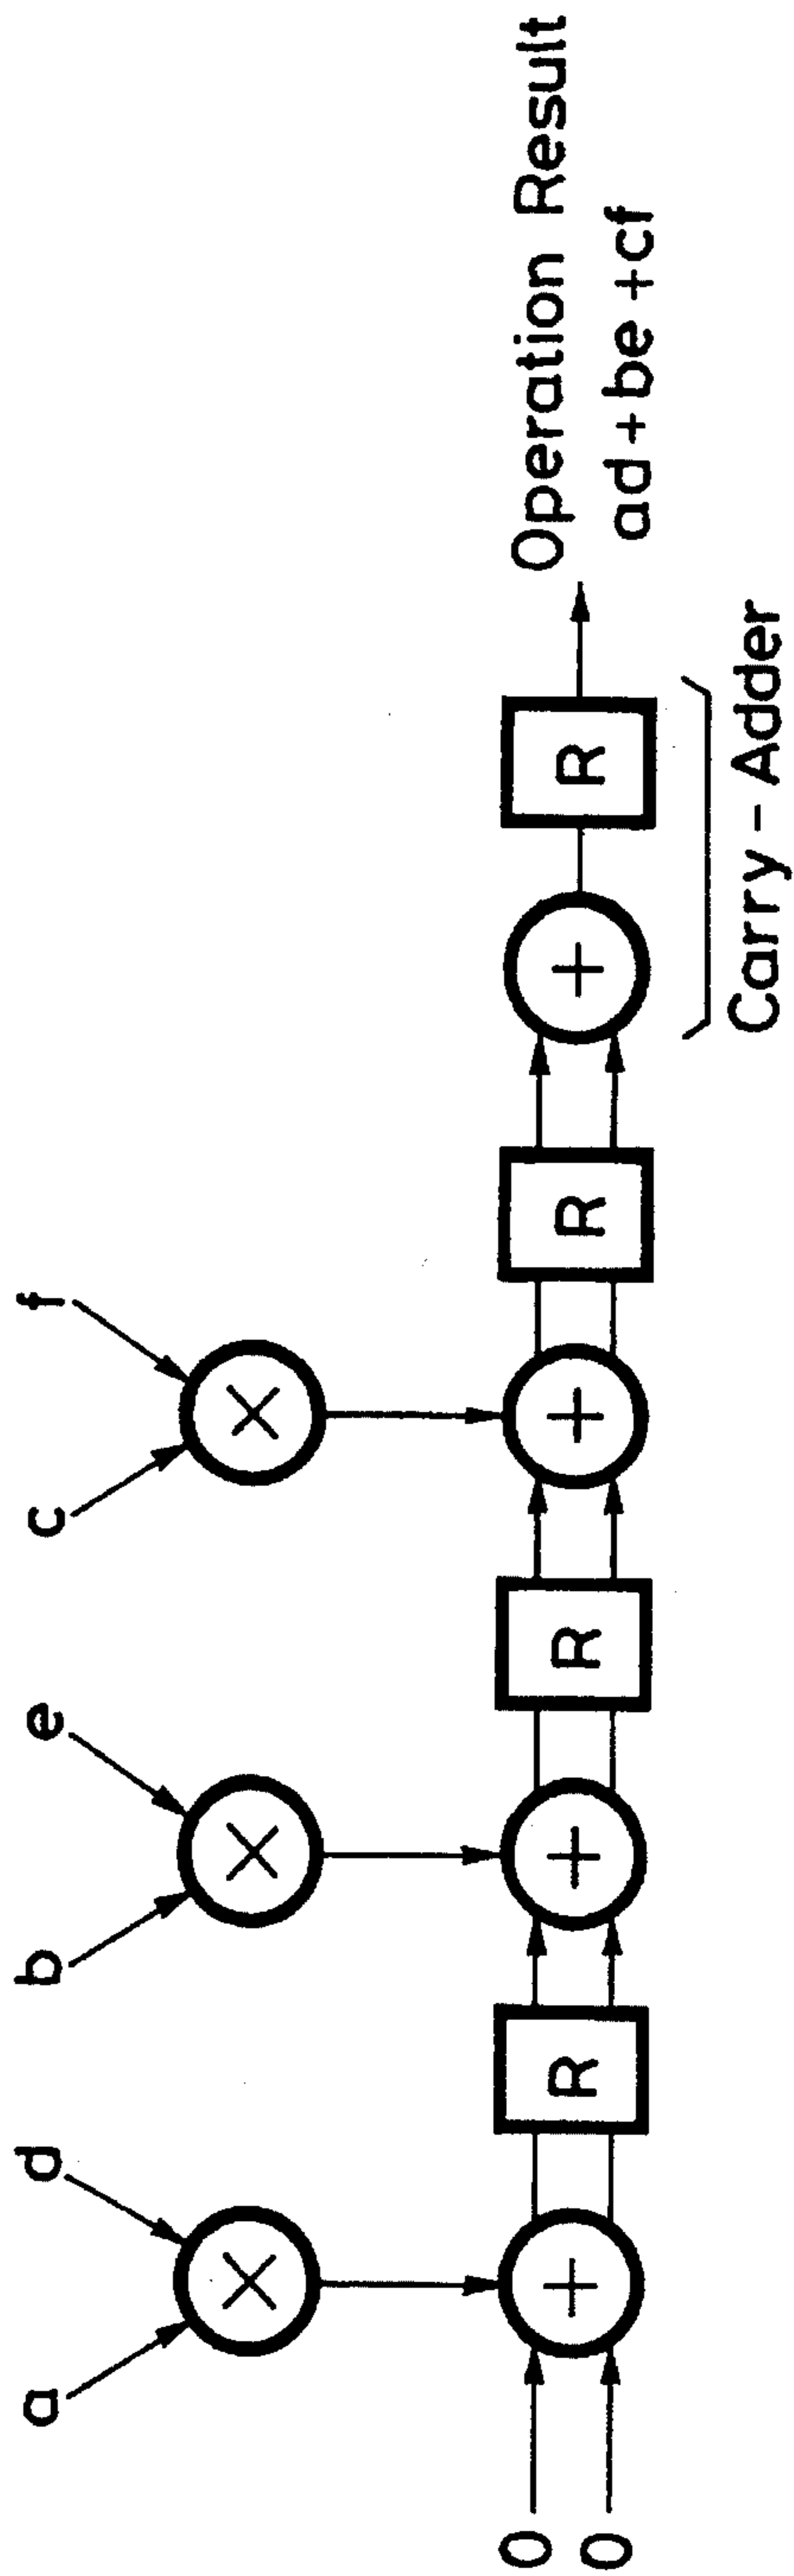 a d b e c f
× × ×
0
0
+ R + R + R + R
Operation Result
ad + be + cf
Carry - Adder